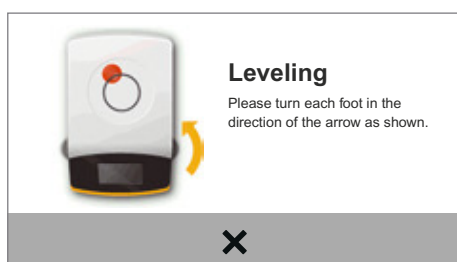 Leveling
Please turn each foot in the
direction of the arrow as shown.